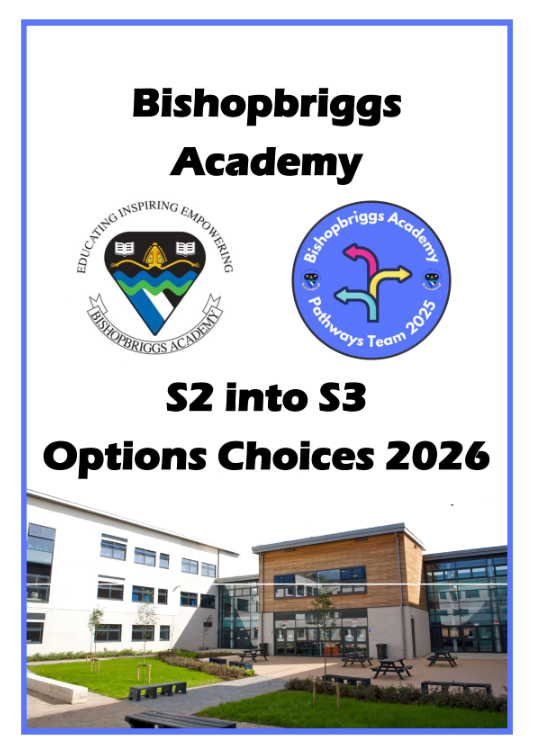 Bishopbriggs
Academy
EDUCATING INSPIRING EMPOWERING
BISHOPBRIGGS ACADEMY
Bishopbriggs Academy
Pathways Team 2025
S2 into S3
Options Choices 2026